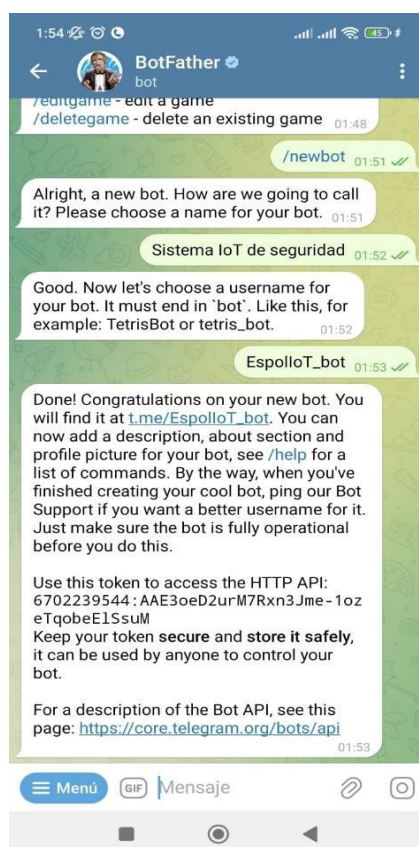 1:54
45
BotFather
bot
/editgame - edit a game
/deletegame - delete an existing game 01:48
/newbot 01:51
Alright, a new bot. How are we going to call
it? Please choose a name for your bot. 01:51
Sistema IoT de seguridad 01:52
Good. Now let's choose a username for
your bot. It must end in `bot`. Like this, for
example: TetrisBot or tetris_bot. 01:52
EspolIoT_bot 01:53
Done! Congratulations on your new bot. You
will find it at t.me/EspolIoT_bot. You can
now add a description, about section and
profile picture for your bot, see /help for a
list of commands. By the way, when you've
finished creating your cool bot, ping our Bot
Support if you want a better username for it.
Just make sure the bot is fully operational
before you do this.
Use this token to access the HTTP API:
6702239544:AAE3oeD2urM7Rxn3Jme-1oz
eTqobeElSsuM
Keep your token secure and store it safely,
it can be used by anyone to control your
bot.
For a description of the Bot API, see this
page: https://core.telegram.org/bots/api
01:53
Menú GIF Mensaje